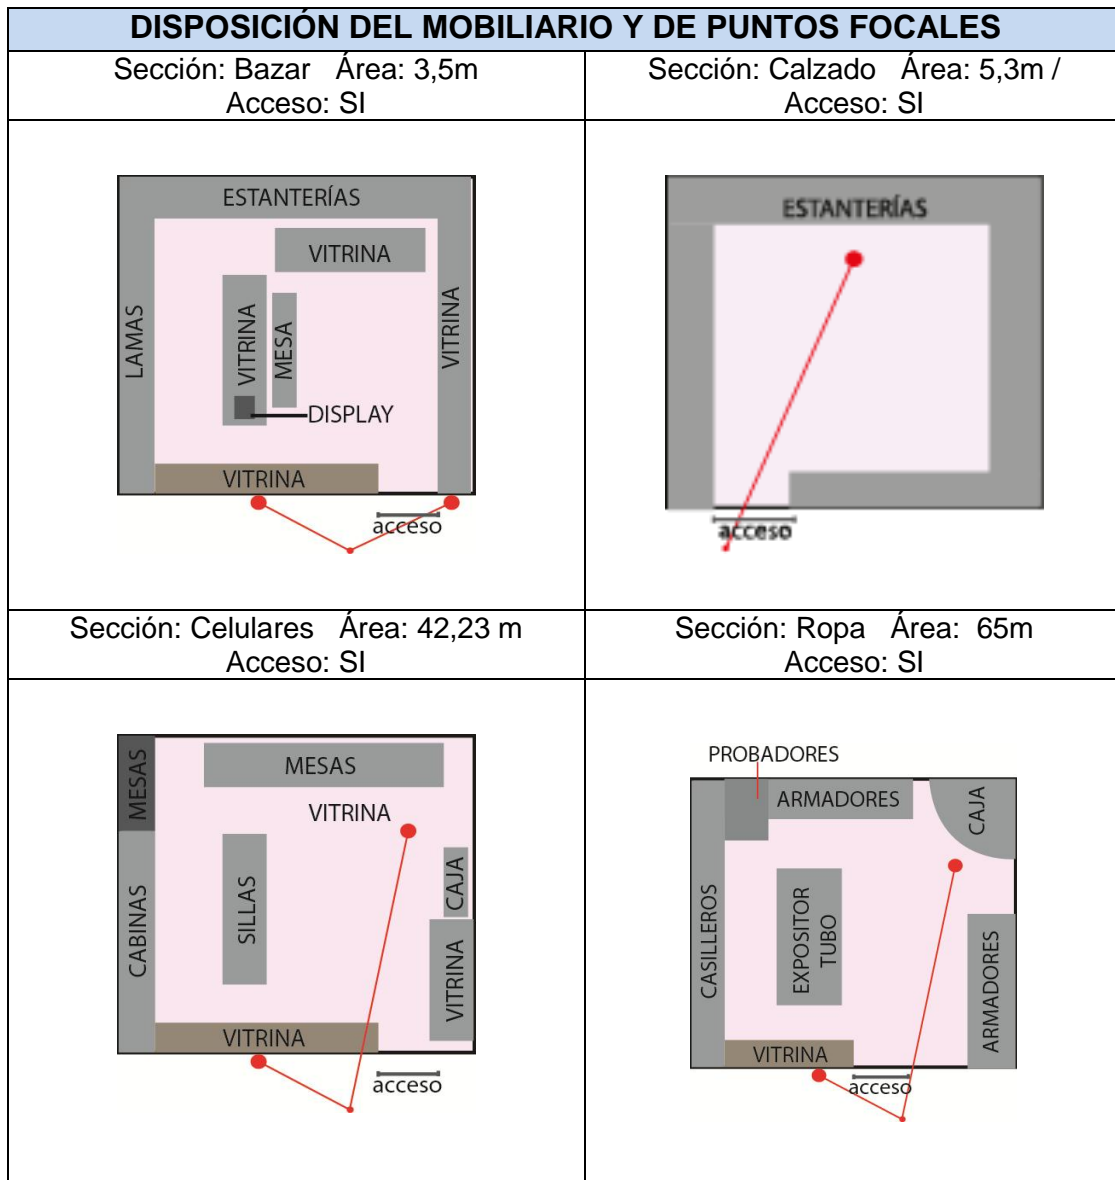 DISPOSICIÓN DEL MOBILIARIO Y DE PUNTOS FOCALES
Sección: Bazar Área: 3,5m
Acceso: SI
Sección: Calzado Área: 5,3m /
Acceso: SI
ESTANTERÍAS
VITRINA
LAMAS
VITRINA
MESA
VITRINA
DISPLAY
VITRINA
acceso
ESTANTERÍAS
acceso
Sección: Celulares Área: 42,23 m
Acceso: SI
Sección: Ropa Área: 65m
Acceso: SI
MESAS
MESAS
VITRINA
CABINAS
SILLAS
CAJA
VITRINA
VITRINA
acceso
PROBADORES
ARMADORES
CAJA
CASILLEROS
EXPOSITOR
TUBO
ARMADORES
VITRINA
acceso